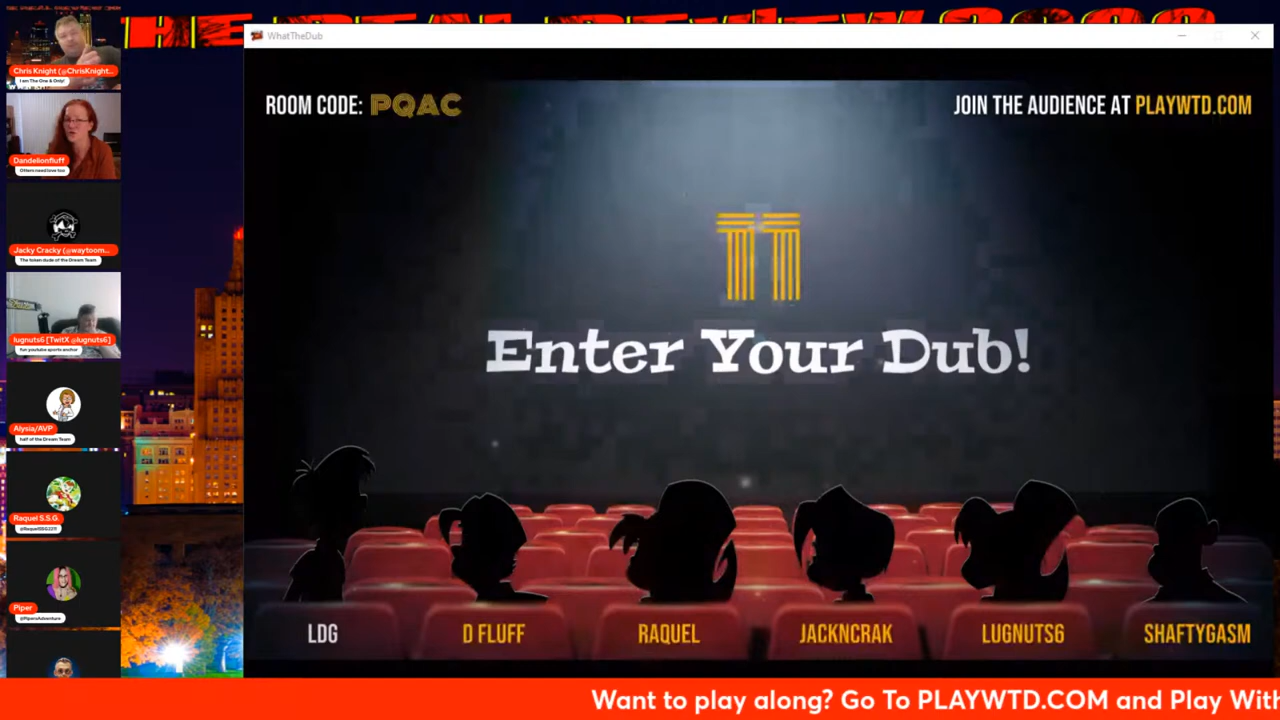 WhatTheDub
Chris Knight (@ChrisKnight...
I am The One & Only!
Dandelionfluff
Otters need love too
Jacky Cracky (@waytoom...
The token dude of the Dream Team
lugnuts6 [TwitX @lugnuts6]
fun youtube sports anchor
Alysia/AVP
half of the Dream Team
Raquel S.S.G.
Piper
ROOM CODE: PQAC
JOIN THE AUDIENCE AT PLAYWTD.COM
11
Enter Your Dub!
LDG
D FLUFF
RAQUEL
JACKNCRAK
LUGNUTS6
SHAFTYGASM
Want to play along? Go To PLAYWTD.COM and Play With